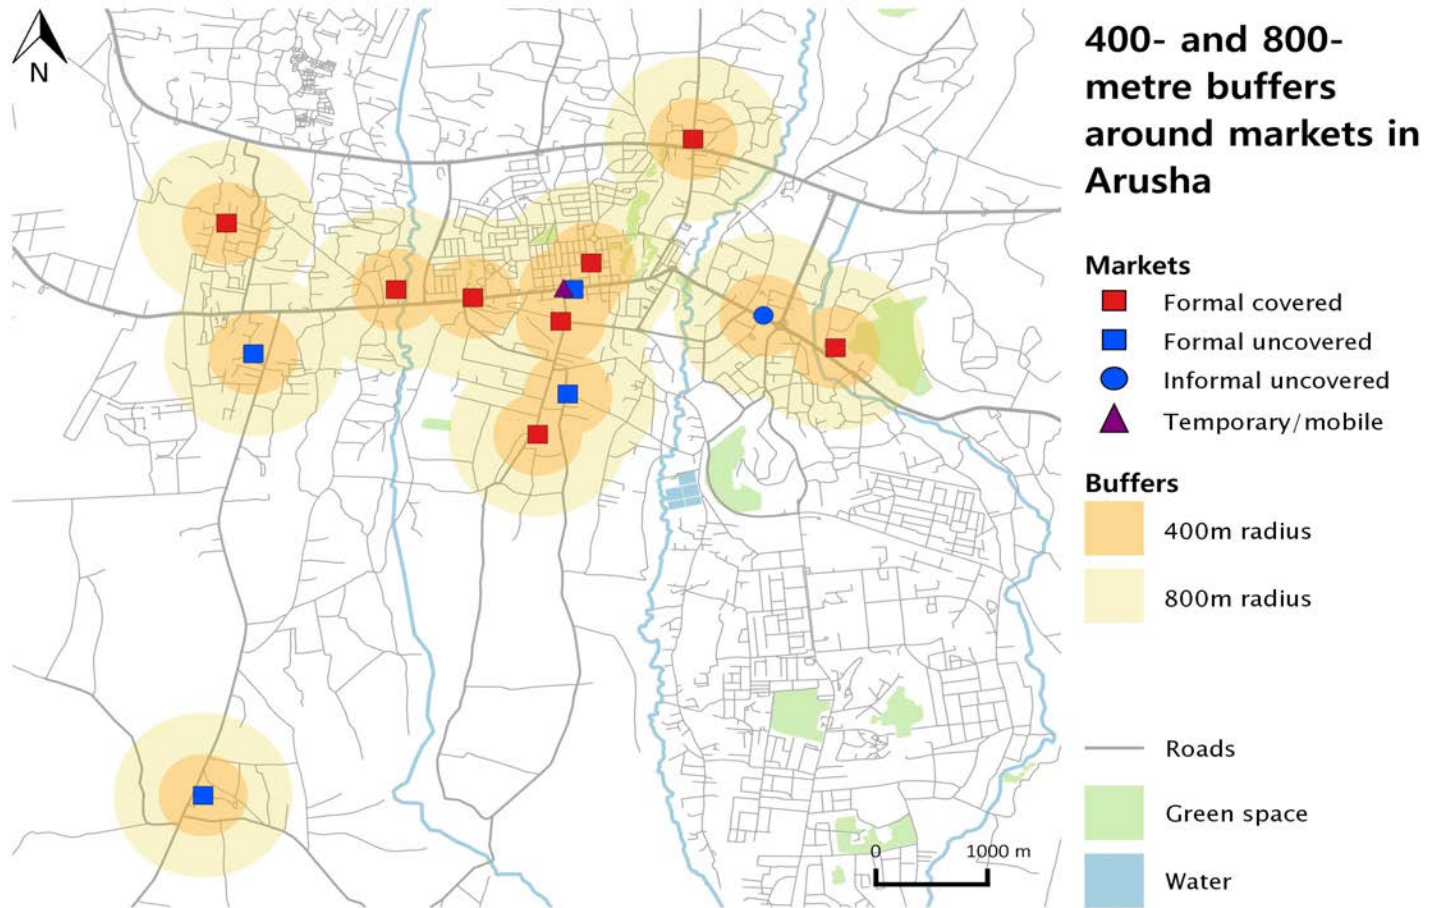 N
400- and 800-
metre buffers
around markets in
Arusha
Markets
Formal covered
Formal uncovered
Informal uncovered
Temporary/mobile
Buffers
400m radius
800m radius
Roads
Green space
Water
0 1000 m